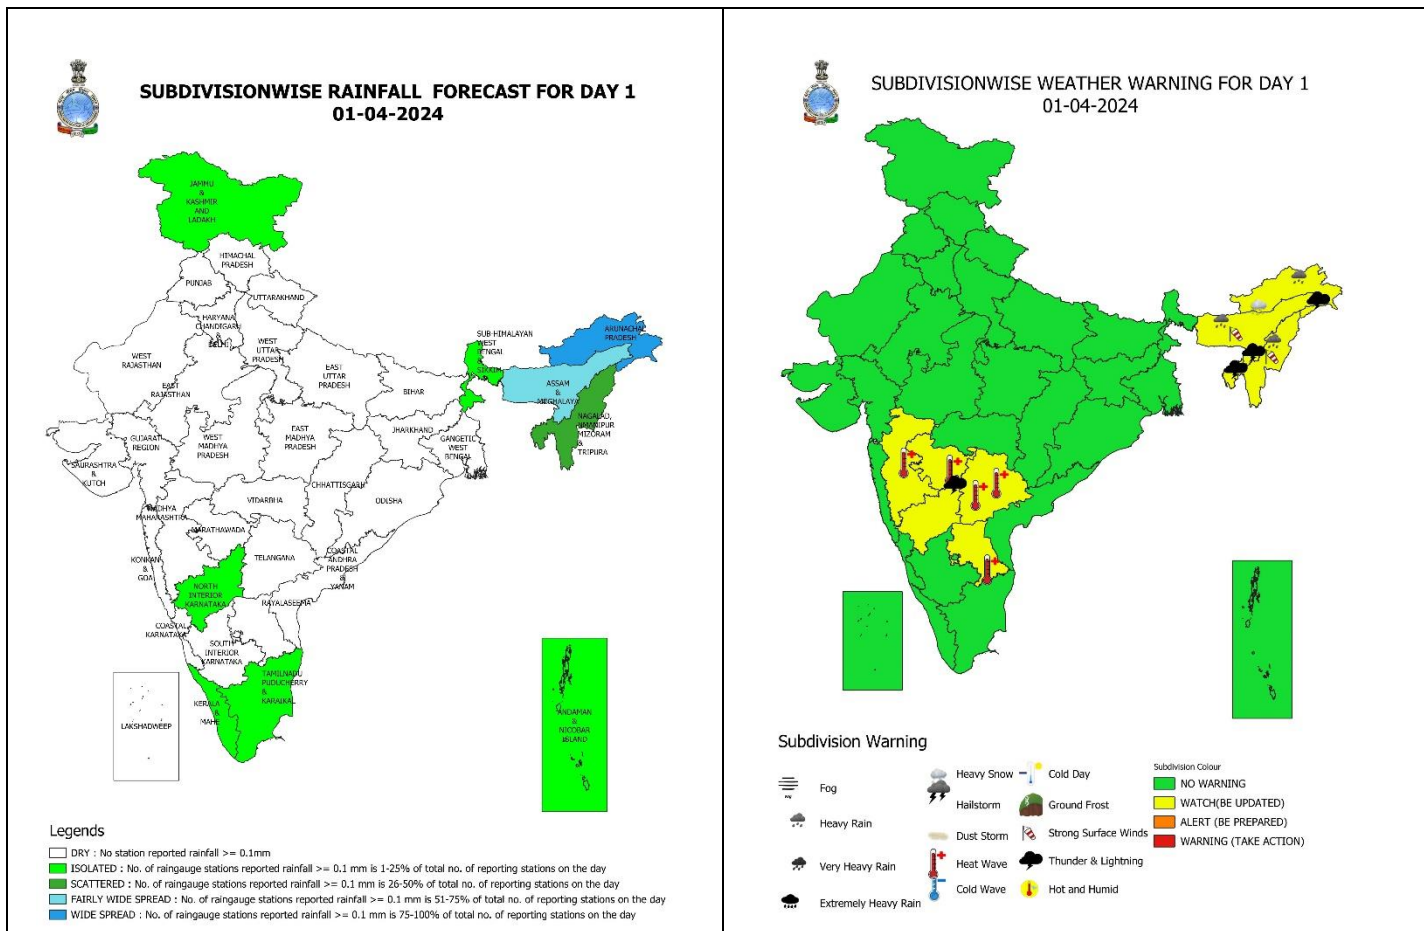 SUBDIVISIONWISE RAINFALL FORECAST FOR DAY 1
01-04-2024
JAMMU
&
KASHMIR
AND
LADAKH
HIMACHAL
PRADESH
PUNJAB
UTTARAKHAND
HARYANA
CHANDIGARH
&
DELHI
WEST
RAJASTHAN
WEST
UTTAR
PRADESH
EAST
UTTAR
PRADESH
EAST
RAJASTHAN
BIHAR
SUB-HIMALAYAN
WEST
BENGAL
&
SIKKIM
ARUNACHAL
PRADESH
ASSAM
&
MEGHALAYA
NAGALAD,
MANIPUR
MIZORAM
&
TRIPURA
GUJARAT
REGION
WEST
MADHYA
PRADESH
EAST
MADHYA
PRADESH
JHARKHAND
GANGETIC
WEST
BENGAL
SAURASHTRA
&
KUTCH
CHHATTISGARH
ODISHA
VIDARBHA
MADHYA
MAHARASHTRA
MARATHAWADA
TELANGANA
COASTAL
ANDHRA
PRADESH
&
YANAM
KONKAN
&
GOA
NORTH
INTERIOR
KARNATAKA
RAYALASEEMA
COASTAL
KARNATAKA
SOUTH
INTERIOR
KARNATAKA
TAMILNADU
PUDUCHERRY
&
KARAIKAL
KERALA
&
MAHE
LAKSHADWEEP
ANDAMAN
&
NICOBAR
ISLAND
Legends
DRY : No station reported rainfall >= 0.1mm
ISOLATED : No. of raingauge stations reported rainfall >= 0.1 mm is 1-25% of total no. of reporting stations on the day
SCATTERED : No. of raingauge stations reported rainfall >= 0.1 mm is 26-50% of total no. of reporting stations on the day
FAIRLY WIDE SPREAD : No. of raingauge stations reported rainfall >= 0.1 mm is 51-75% of total no. of reporting stations on the day
WIDE SPREAD : No. of raingauge stations reported rainfall >= 0.1 mm is 75-100% of total no. of reporting stations on the day
SUBDIVISIONWISE WEATHER WARNING FOR DAY 1
01-04-2024
Subdivision Warning
Fog
Heavy Rain
Very Heavy Rain
Extremely Heavy Rain
Heavy Snow
Hailstorm
Dust Storm
Heat Wave
Cold Wave
Cold Day
Ground Frost
Strong Surface Winds
Thunder & Lightning
Hot and Humid
Subdivision Colour
NO WARNING
WATCH(BE UPDATED)
ALERT (BE PREPARED)
WARNING (TAKE ACTION)